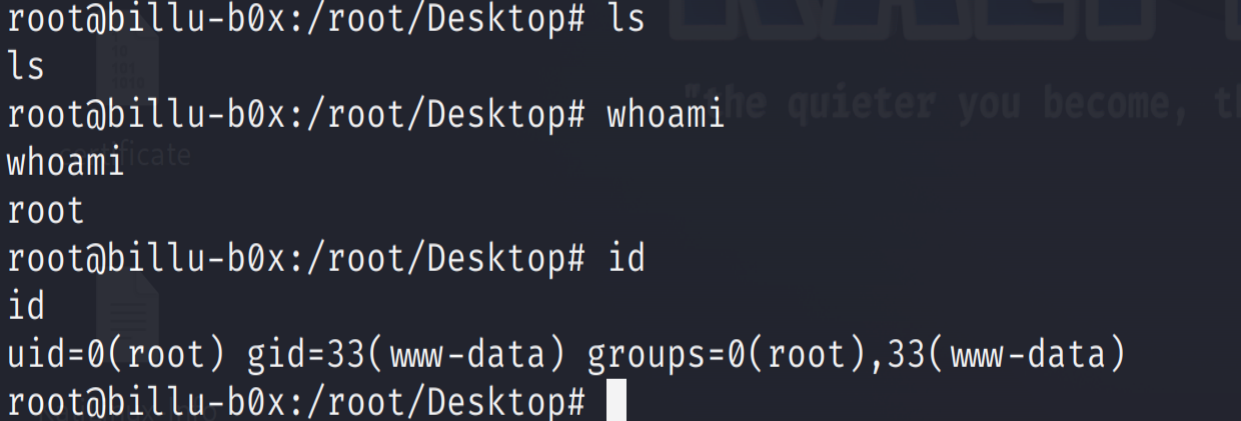 root@billu-b0x:/root/Desktop# ls
ls
root@billu-b0x:/root/Desktop# whoami
"the quieter you become, th
whoami
certificate
root
root@billu-b0x:/root/Desktop# id
id
uid=0(root) gid=33(www-data) groups=0(root),33(www-data)
root@billu-b0x:/root/Desktop#